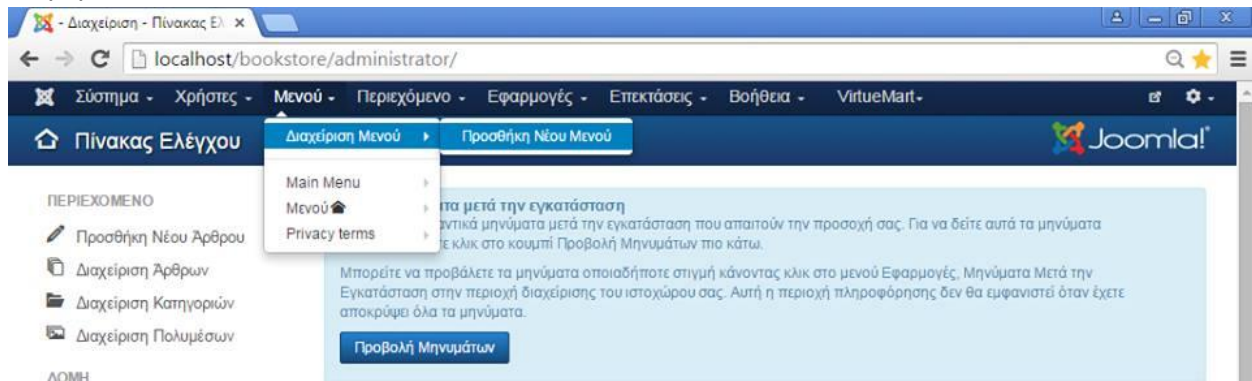 - Διαχείριση - Πίνακας Ελ
localhost/bookstore/administrator/
Σύστημα Χρήστες Μενού Περιεχόμενο Εφαρμογές Επεκτάσεις Βοήθεια VirtueMart
Πίνακας Ελέγχου
Διαχείριση Μενού
Προσθήκη Νέου Μενού
Joomla!
Main Menu
Μενού
Privacy terms
ΠΕΡΙΕΧΟΜΕΝΟ
Προσθήκη Νέου Άρθρου
Διαχείριση Άρθρων
Διαχείριση Κατηγοριών
Διαχείριση Πολυμέσων
ΔΟΜΗ
μετά την εγκατάσταση
μηνύματα μετά την εγκατάσταση που απαιτούν την προσοχή σας. Για να δείτε αυτά τα μηνύματα
κλικ στο κουμπί Προβολή Μηνυμάτων πιο κάτω.
Μπορείτε να προβάλετε τα μηνύματα οποιαδήποτε στιγμή κάνοντας κλικ στο μενού Εφαρμογές, Μηνύματα Μετά την
Εγκατάσταση στην περιοχή διαχείρισης του ιστοχώρου σας. Αυτή η περιοχή πληροφόρησης δεν θα εμφανιστεί όταν έχετε
αποκρύψει όλα τα μηνύματα.
Προβολή Μηνυμάτων